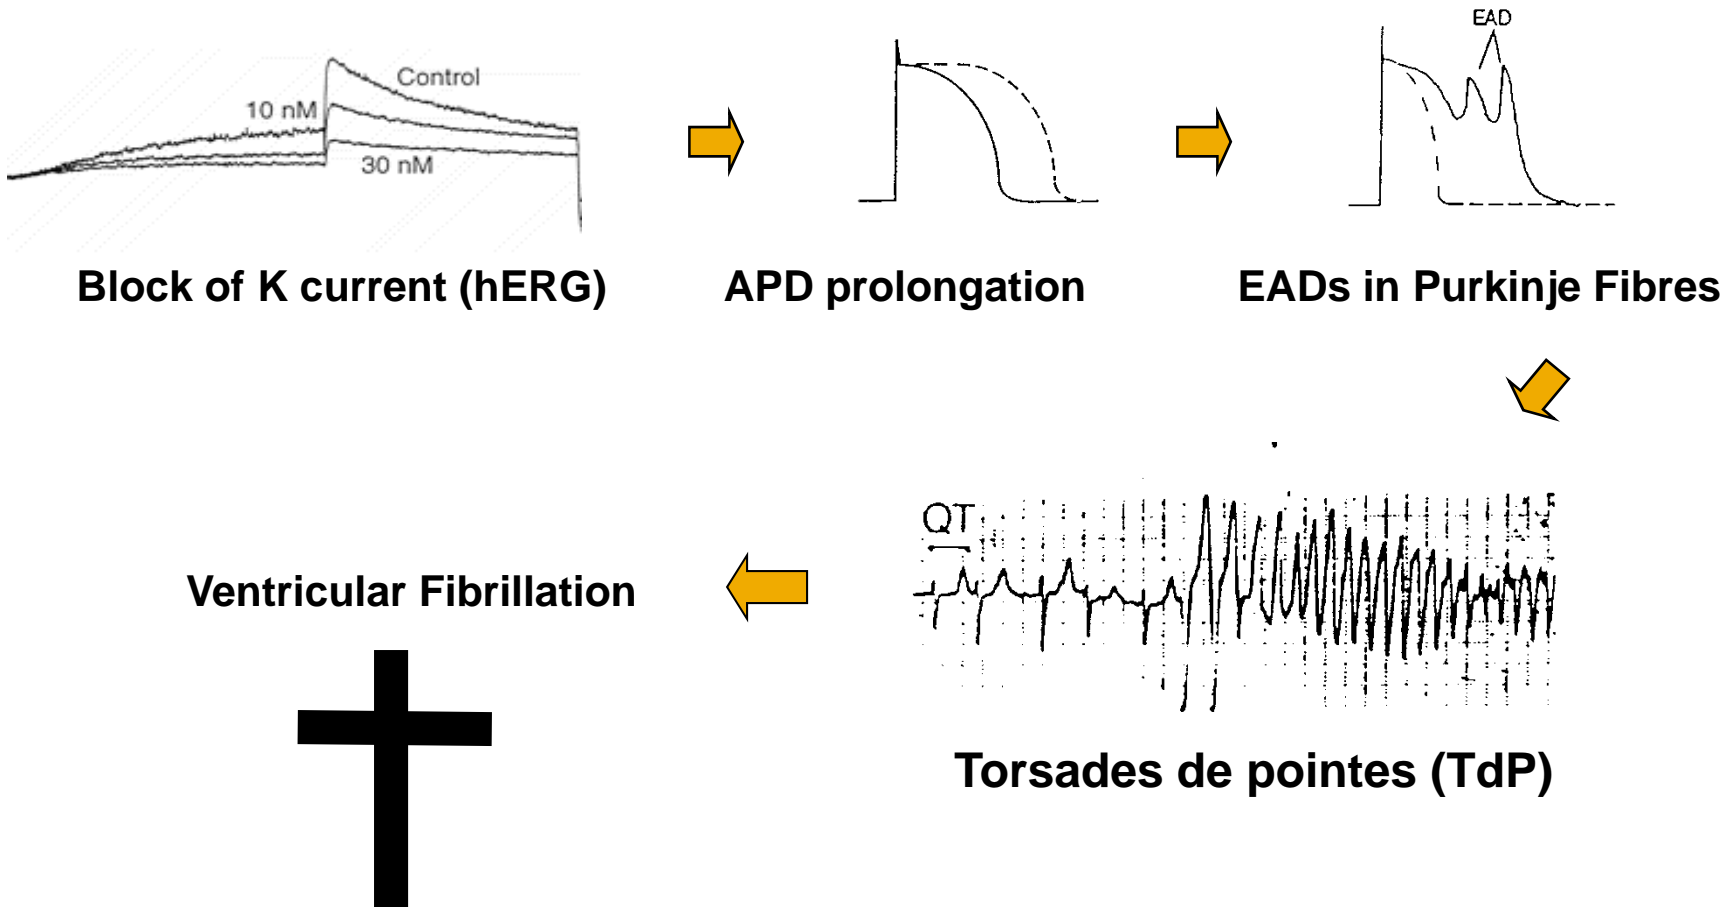 Control
10 nM
30 nM
EAD
Block of K current (hERG)
APD prolongation
EADs in Purkinje Fibres
QT
Ventricular Fibrillation
Torsades de pointes (TdP)